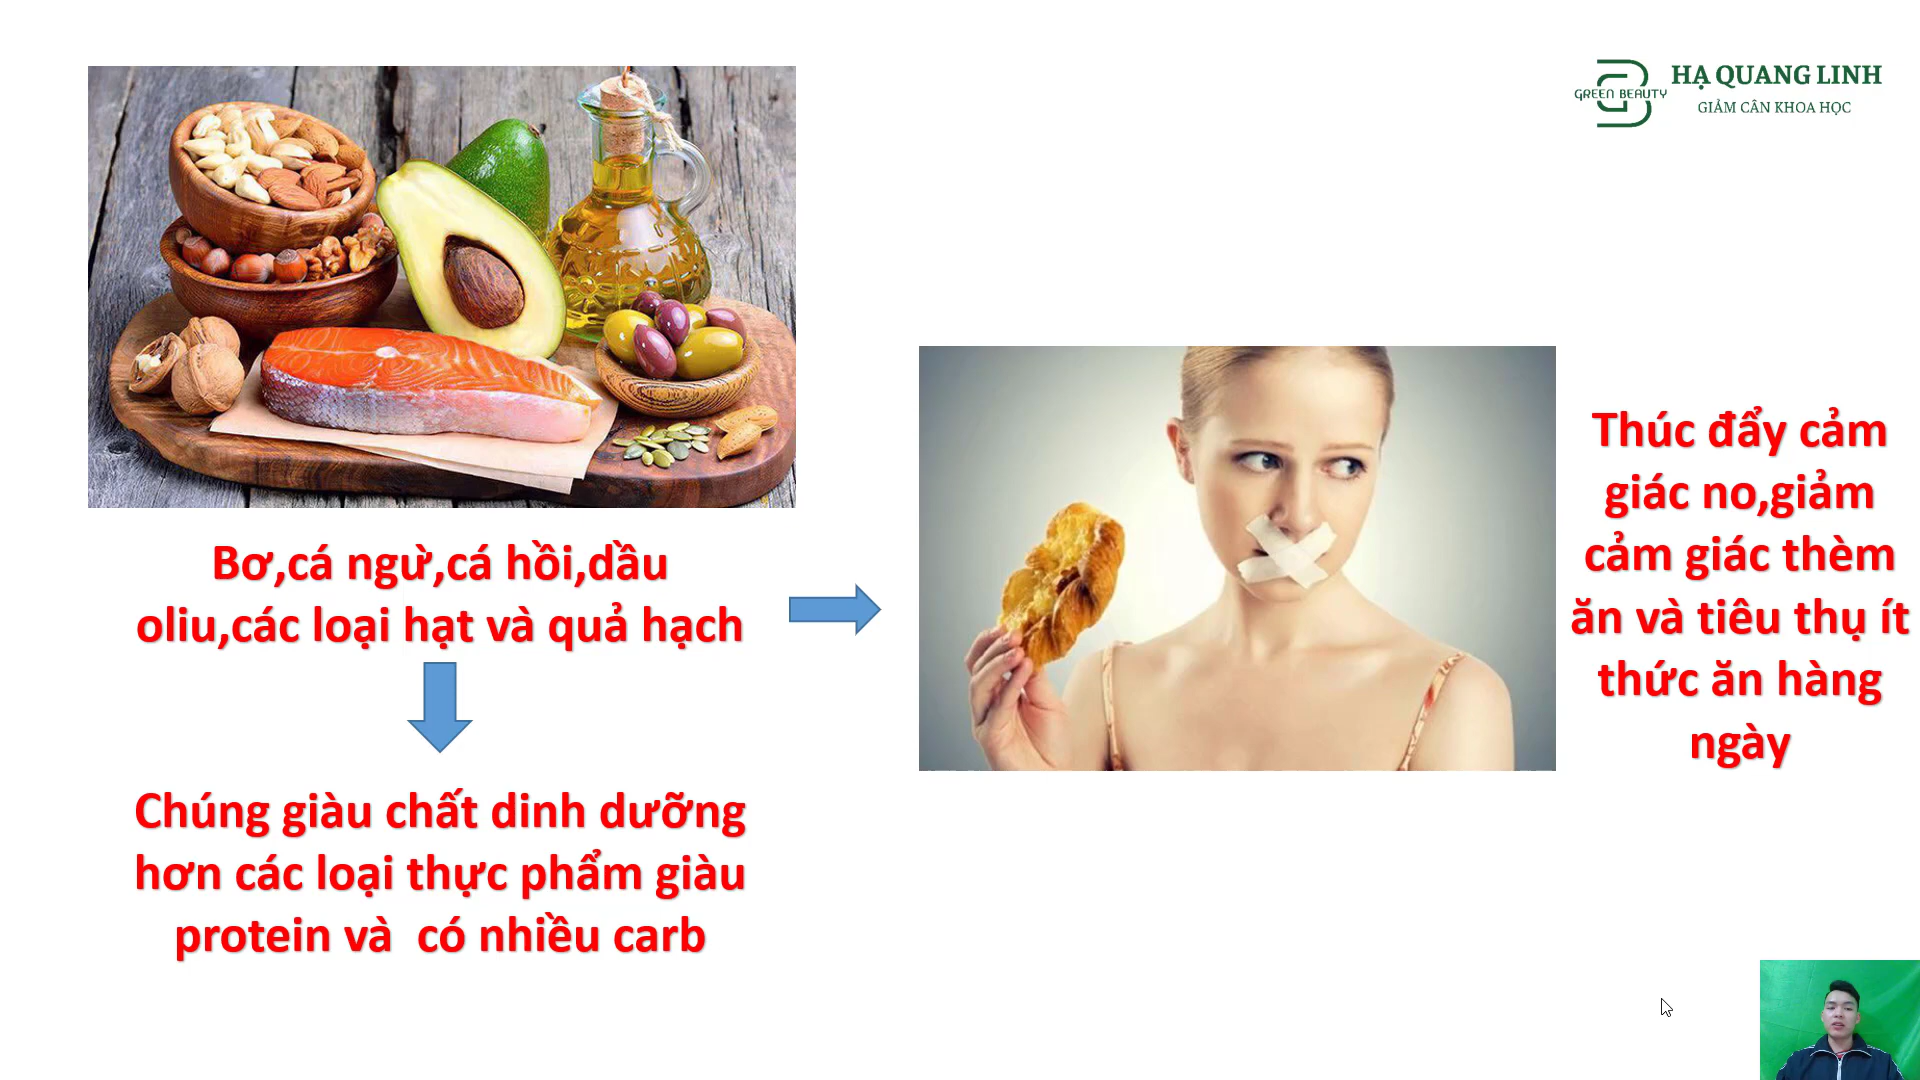 GREEN BEAUTY
HẠ QUANG LINH
GIẢM CÂN KHOA HỌC
Bơ,cá ngừ,cá hồi,dầu
oliu,các loại hạt và quả hạch
Chúng giàu chất dinh dưỡng
hơn các loại thực phẩm giàu
protein và  có nhiều carb
Thúc đẩy cảm
giác no,giảm
cảm giác thèm
ăn và tiêu thụ ít
thức ăn hàng
ngày